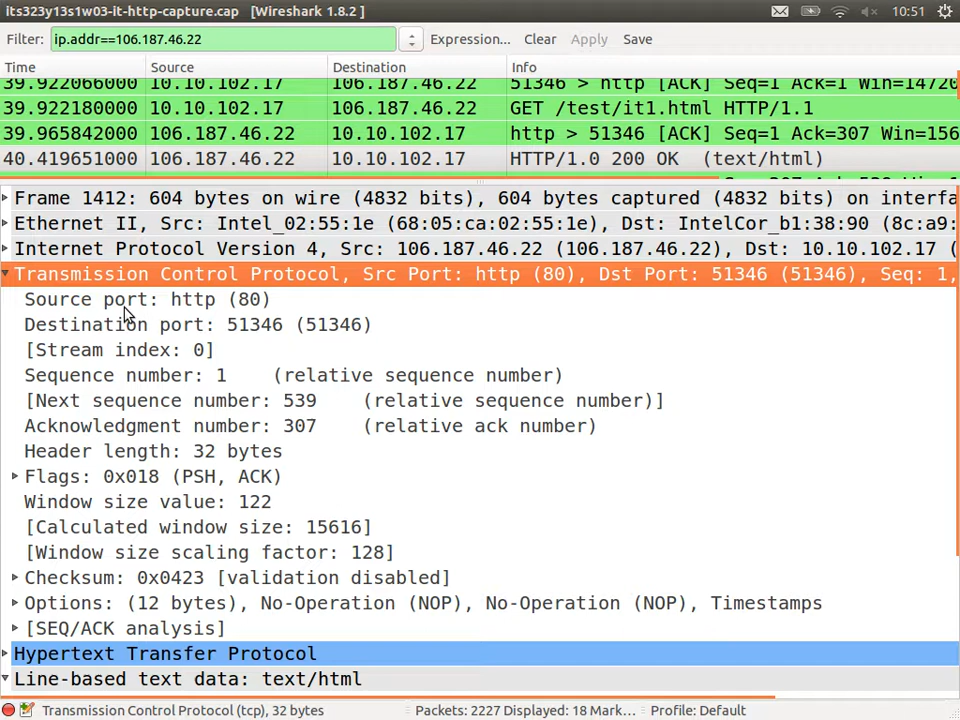 its323y13s1w03-it-http-capture.cap [Wireshark 1.8.2 ] 10:51
Filter: ip.addr==106.187.46.22 Expression... Clear Apply Save
Time Source Destination Info
39.922066000 10.10.102.17 106.187.46.22 51346 > http [ACK] Seq=1 Ack=1 Win=14720
39.922180000 10.10.102.17 106.187.46.22 GET /test/it1.html HTTP/1.1
39.965842000 106.187.46.22 10.10.102.17 http > 51346 [ACK] Seq=1 Ack=307 Win=156
40.419651000 106.187.46.22 10.10.102.17 HTTP/1.0 200 OK (text/html)
Frame 1412: 604 bytes on wire (4832 bits), 604 bytes captured (4832 bits) on interfa
Ethernet II, Src: Intel_02:55:1e (68:05:ca:02:55:1e), Dst: IntelCor_b1:38:90 (8c:a9:
Internet Protocol Version 4, Src: 106.187.46.22 (106.187.46.22), Dst: 10.10.102.17 (
Transmission Control Protocol, Src Port: http (80), Dst Port: 51346 (51346), Seq: 1,
Source port: http (80)
Destination port: 51346 (51346)
[Stream index: 0]
Sequence number: 1 (relative sequence number)
[Next sequence number: 539 (relative sequence number)]
Acknowledgment number: 307 (relative ack number)
Header length: 32 bytes
Flags: 0x018 (PSH, ACK)
Window size value: 122
[Calculated window size: 15616]
[Window size scaling factor: 128]
Checksum: 0x0423 [validation disabled]
Options: (12 bytes), No-Operation (NOP), No-Operation (NOP), Timestamps
[SEQ/ACK analysis]
Hypertext Transfer Protocol
Line-based text data: text/html
Transmission Control Protocol (tcp), 32 bytes Packets: 2227 Displayed: 18 Mark... Profile: Default